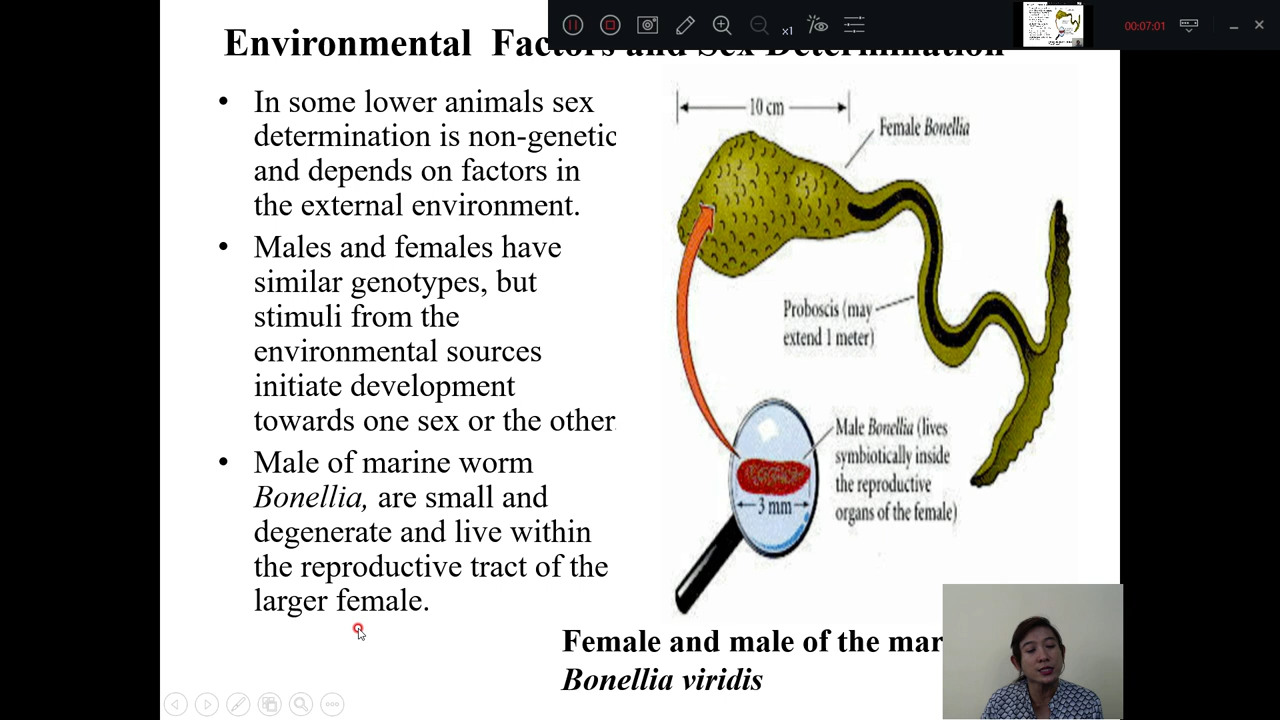 x1
00:07:01
Environmental Factors and Sex Determination
• In some lower animals sex
determination is non-genetic
and depends on factors in
the external environment.
• Males and females have
similar genotypes, but
stimuli from the
environmental sources
initiate development
towards one sex or the other.
• Male of marine worm
Bonellia, are small and
degenerate and live within
the reproductive tract of the
larger female.
10 cm
Female Bonellia
Proboscis (may
extend 1 meter)
Male Bonellia (lives
symbiotically inside
the reproductive
organs of the female)
3 mm
Female and male of the mar
Bonellia viridis